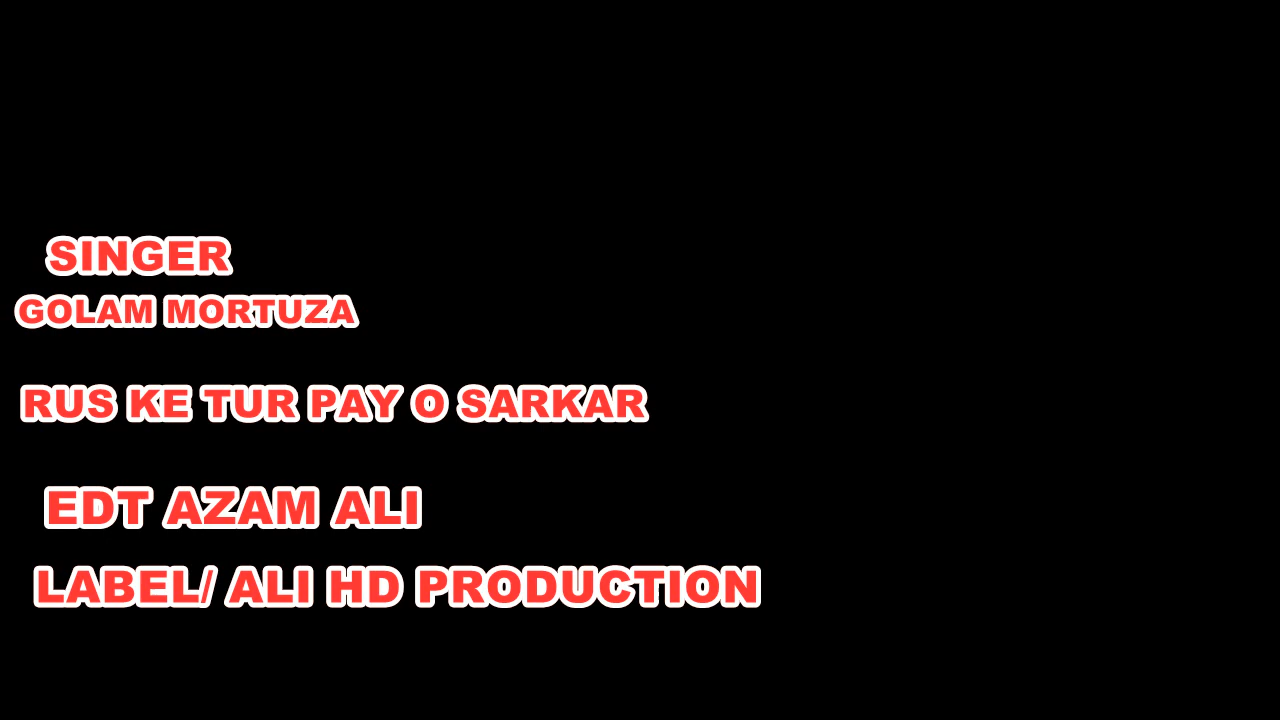 SINGER
GOLAM MORTUZA
RUS KE TUR PAY O SARKAR
EDT AZAM ALI
LABEL/ ALI HD PRODUCTION